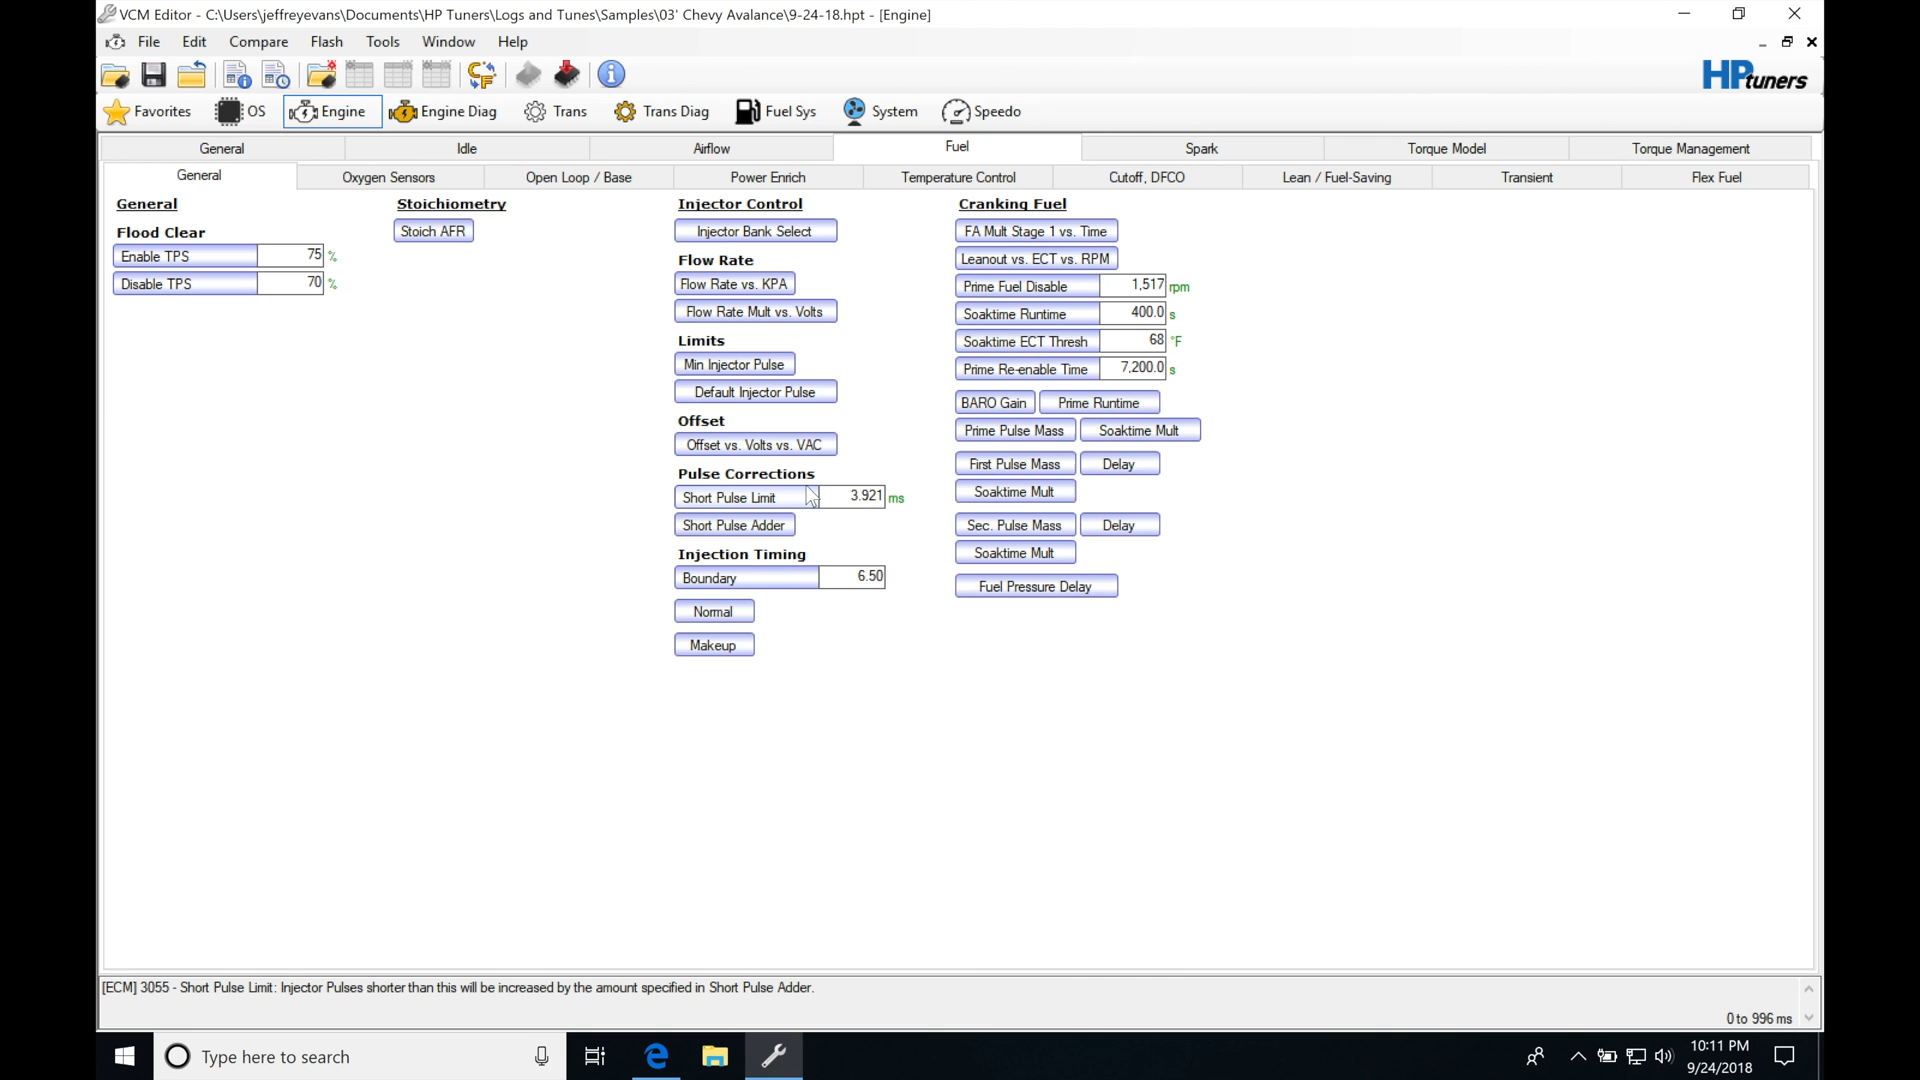 VCM Editor - C:\Users\jeffreyevans\Documents\HP Tuners\Logs and Tunes\Samples\03' Chevy Avalance\9-24-18.hpt - [Engine]
File Edit Compare Flash Tools Window Help
HPtuners
Favorites OS Engine Engine Diag Trans Trans Diag Fuel Sys System Speedo
General Idle Airflow Fuel Spark Torque Model Torque Management
General Oxygen Sensors Open Loop / Base Power Enrich Temperature Control Cutoff, DFCO Lean / Fuel-Saving Transient Flex Fuel
General
Flood Clear
Enable TPS 75 %
Disable TPS 70 %
Stoichiometry
Stoich AFR
Injector Control
Injector Bank Select
Flow Rate
Flow Rate vs. KPA
Flow Rate Mult vs. Volts
Limits
Min Injector Pulse
Default Injector Pulse
Offset
Offset vs. Volts vs. VAC
Pulse Corrections
Short Pulse Limit 3.921 ms
Short Pulse Adder
Injection Timing
Boundary 6.50
Normal
Makeup
Cranking Fuel
FA Mult Stage 1 vs. Time
Leanout vs. ECT vs. RPM
Prime Fuel Disable 1,517 rpm
Soaktime Runtime 400.0 s
Soaktime ECT Thresh 68 °F
Prime Re-enable Time 7,200.0 s
BARO Gain Prime Runtime
Prime Pulse Mass Soaktime Mult
First Pulse Mass Delay
Soaktime Mult
Sec. Pulse Mass Delay
Soaktime Mult
Fuel Pressure Delay
[ECM] 3055 - Short Pulse Limit: Injector Pulses shorter than this will be increased by the amount specified in Short Pulse Adder.
0 to 996 ms
Type here to search
10:11 PM
9/24/2018